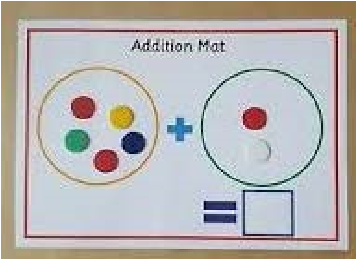 Addition Mat
+
=